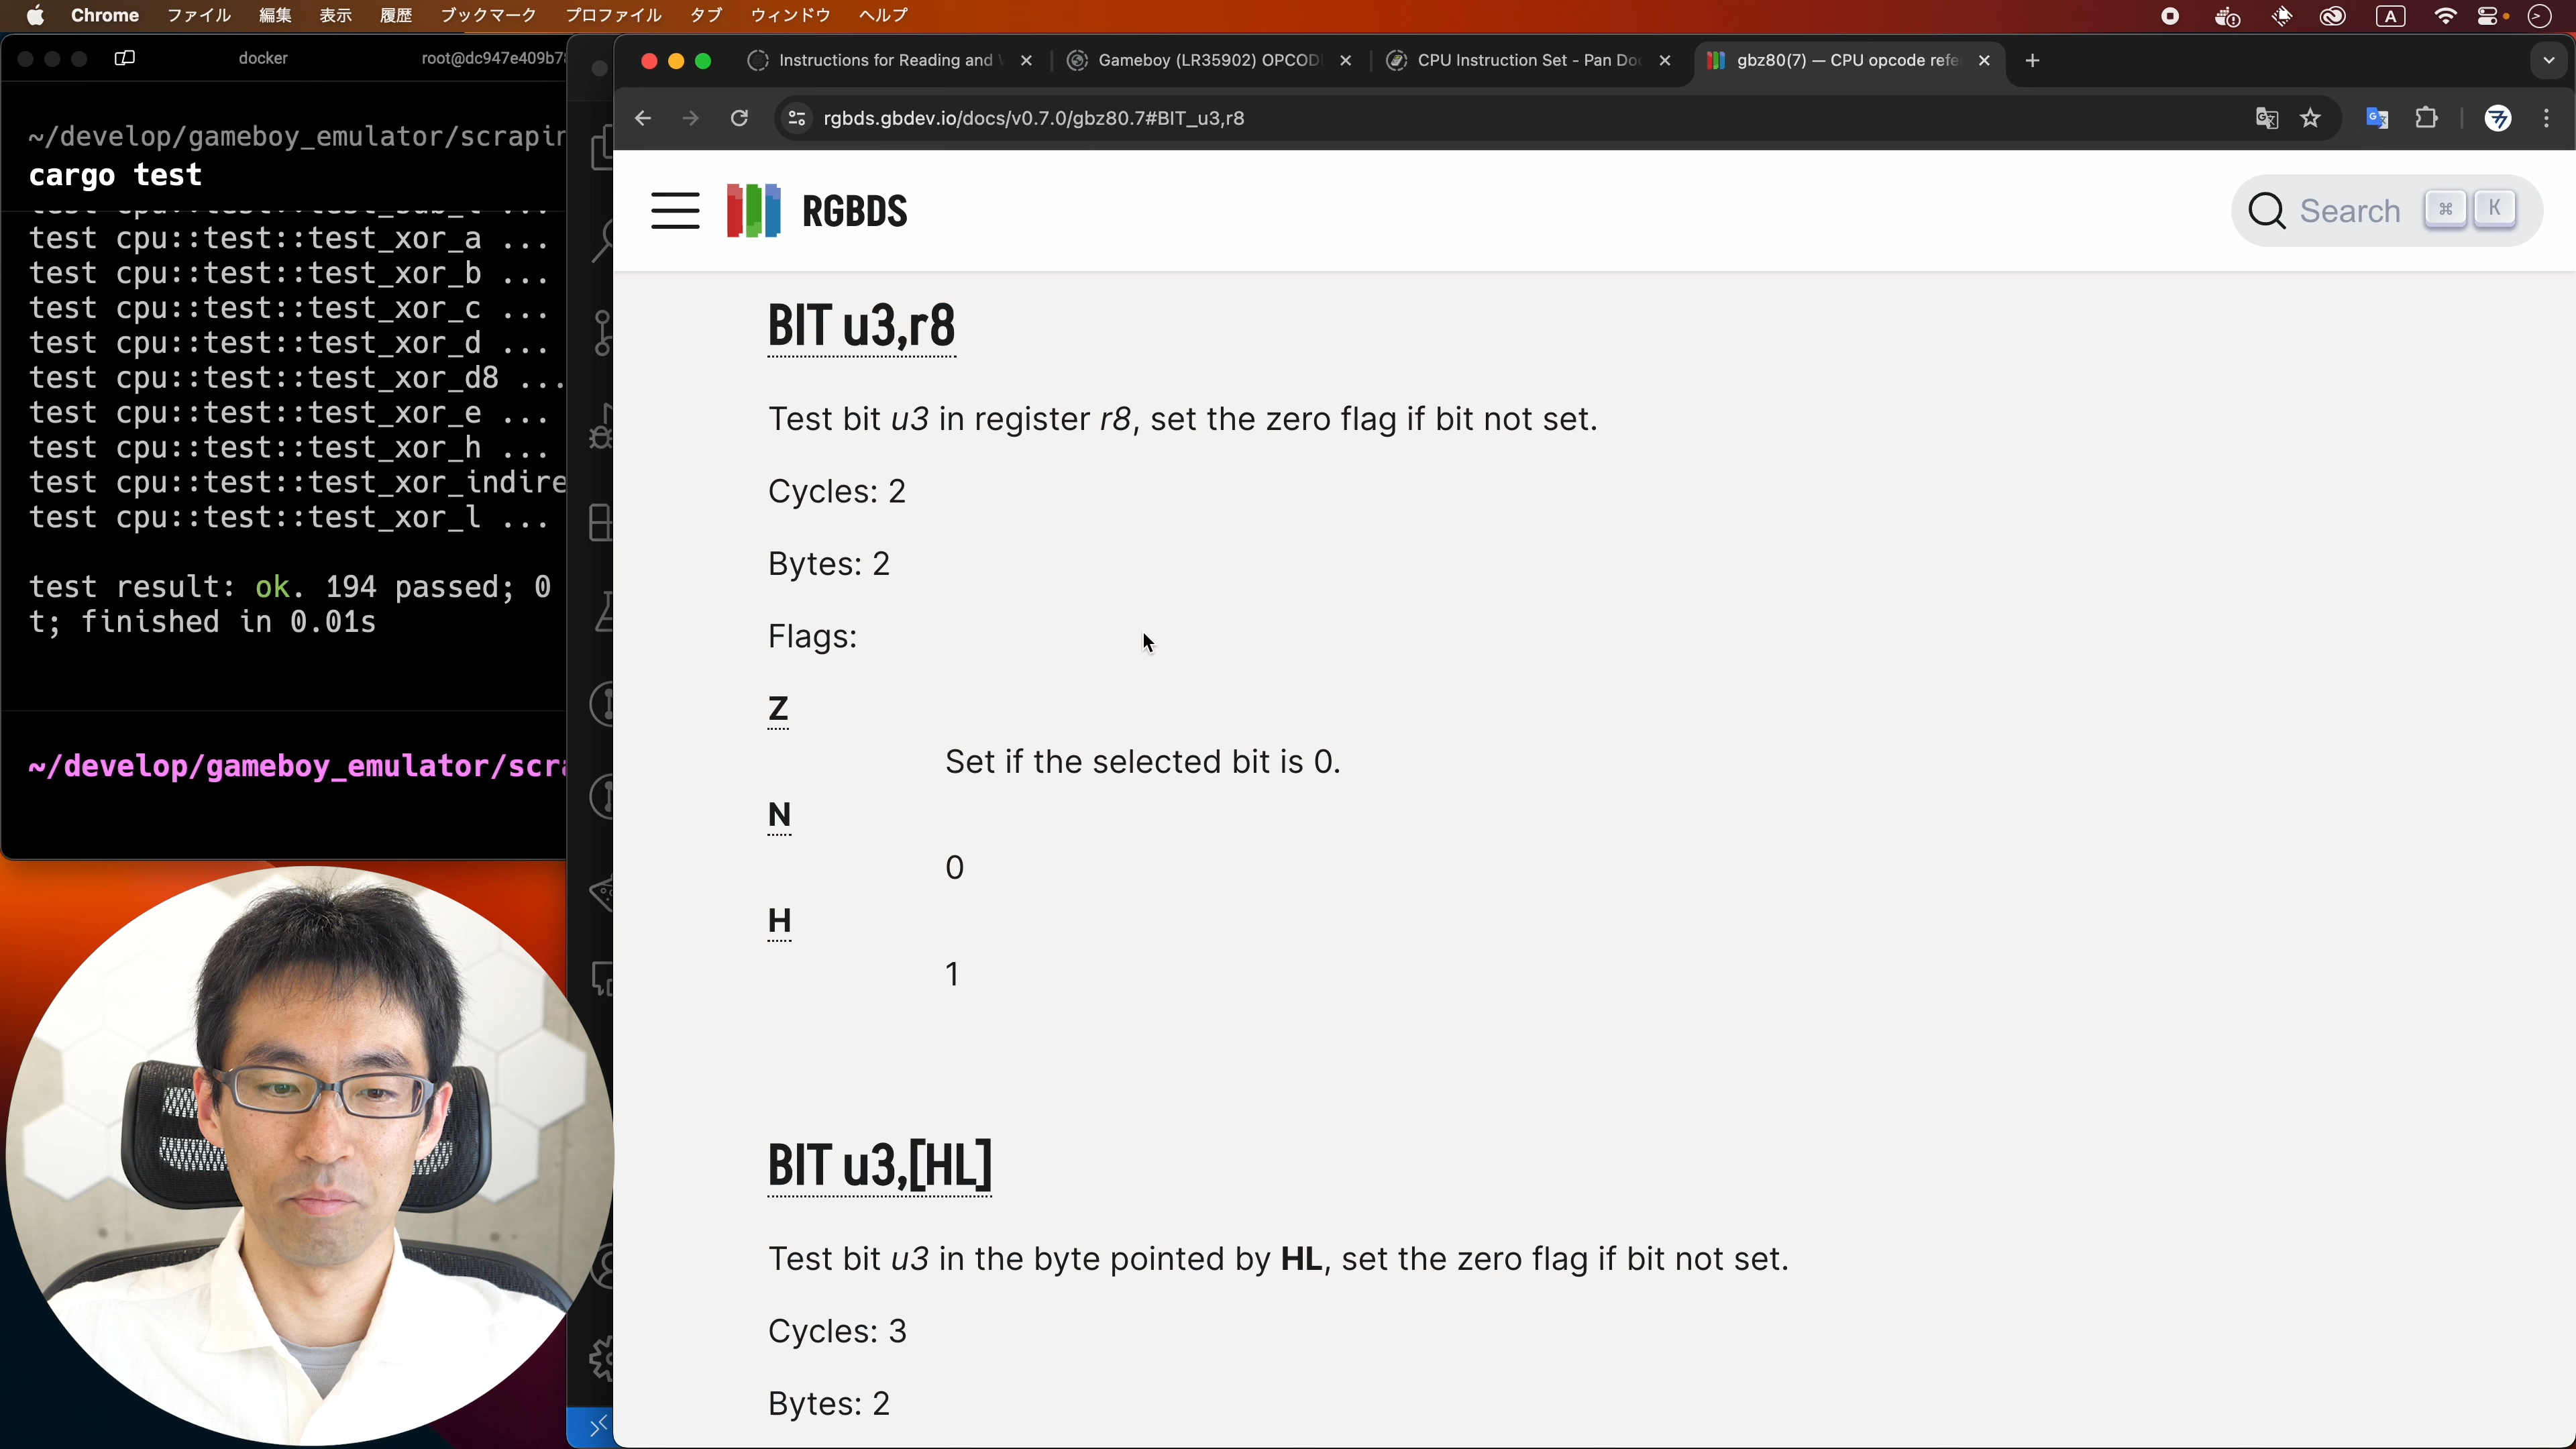 Chrome ファイル 編集 表示 履歴 ブックマーク プロファイル タブ ウィンドウ ヘルプ
A
docker
root@dc947e409b7
~/develop/gameboy_emulator/scrapin
cargo test
test cpu::test::test_xor_a ...
test cpu::test::test_xor_b ...
test cpu::test::test_xor_c ...
test cpu::test::test_xor_d ...
test cpu::test::test_xor_d8 ...
test cpu::test::test_xor_e ...
test cpu::test::test_xor_h ...
test cpu::test::test_xor_indire
test cpu::test::test_xor_l ...
test result: ok. 194 passed; 0
t; finished in 0.01s
~/develop/gameboy_emulator/scra
Instructions for Reading and
Gameboy (LR35902) OPCOD
CPU Instruction Set - Pan Do
gbz80(7) — CPU opcode refe
rgbds.gbdev.io/docs/v0.7.0/gbz80.7#BIT_u3,r8
RGBDS
Search ⌘ K
BIT u3,r8
Test bit u3 in register r8, set the zero flag if bit not set.
Cycles: 2
Bytes: 2
Flags:
Z
Set if the selected bit is 0.
N
0
H
1
BIT u3,[HL]
Test bit u3 in the byte pointed by HL, set the zero flag if bit not set.
Cycles: 3
Bytes: 2